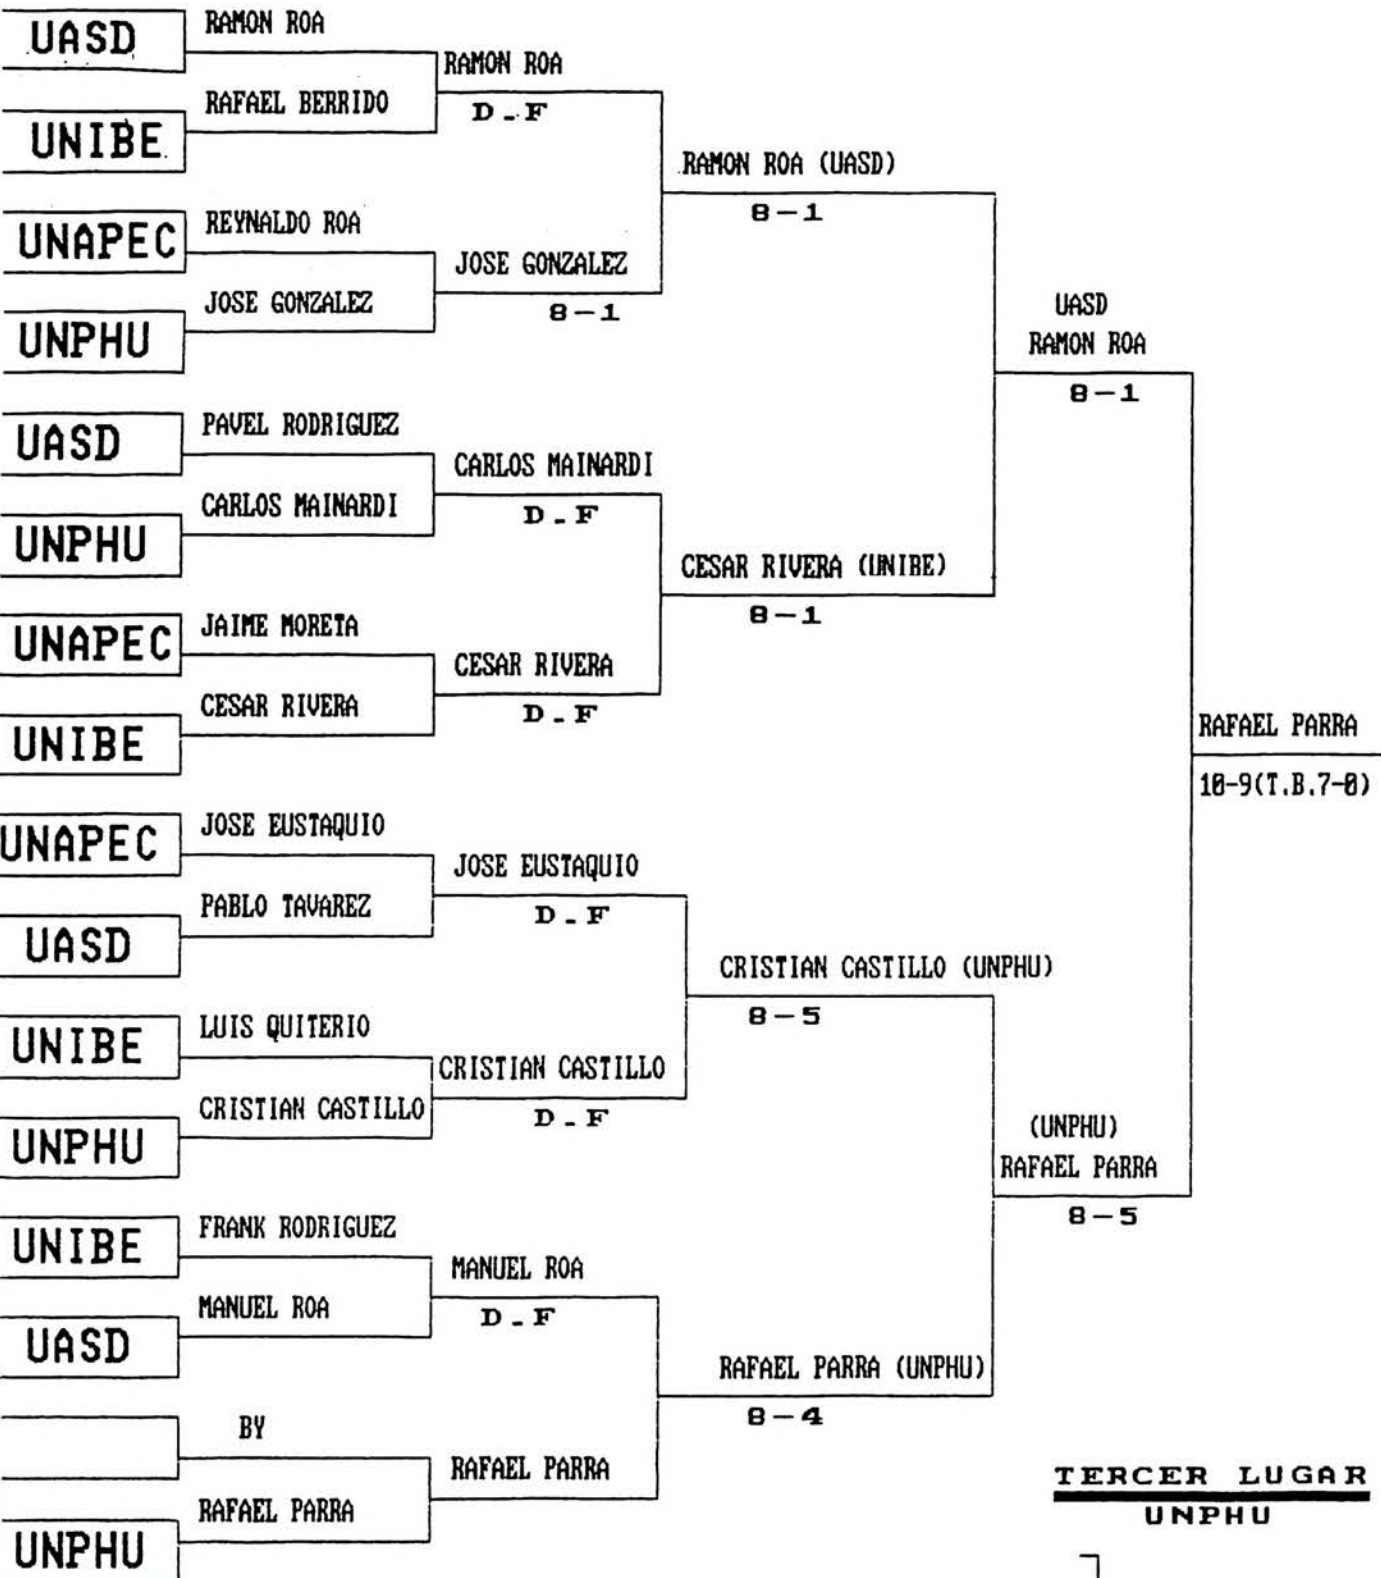 UASD
RAMON ROA
UNIBE
RAFAEL BERRIDO
UNAPEC
REYNALDO ROA
UNPHU
JOSE GONZALEZ
UASD
PAVEL RODRIGUEZ
UNPHU
CARLOS MAINARDI
UNAPEC
JAIME MORETA
UNIBE
CESAR RIVERA
UNAPEC
JOSE EUSTAQUIO
UASD
PABLO TAVAREZ
UNIBE
LUIS QUITERIO
UNPHU
CRISTIAN CASTILLO
UNIBE
FRANK RODRIGUEZ
UASD
MANUEL ROA
BY
UNPHU
RAFAEL PARRA
RAMON ROA
D-F
JOSE GONZALEZ
8-1
CARLOS MAINARDI
D-F
CESAR RIVERA
D-F
JOSE EUSTAQUIO
D-F
CRISTIAN CASTILLO
D-F
MANUEL ROA
D-F
RAFAEL PARRA
RAMON ROA (UASD)
8-1
CESAR RIVERA (UNIBE)
8-1
CRISTIAN CASTILLO (UNPHU)
8-5
RAFAEL PARRA (UNPHU)
8-4
UASD
RAMON ROA
8-1
(UNPHU)
RAFAEL PARRA
8-5
RAFAEL PARRA
10-9(T.B.7-0)
TERCER LUGAR
UNPHU